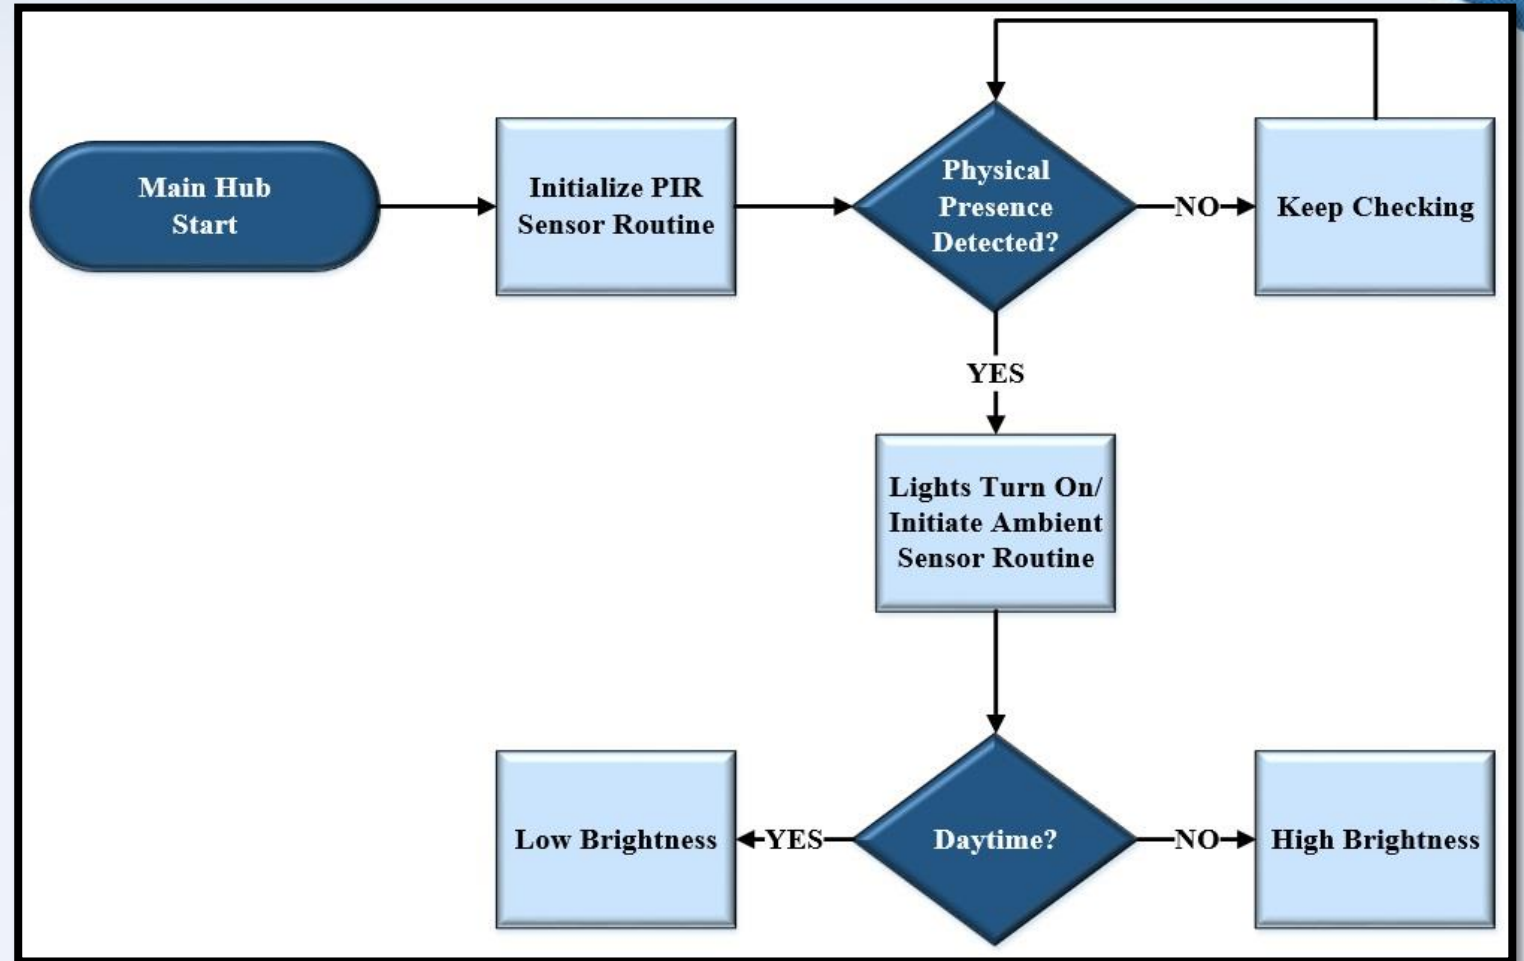 Main Hub
Start
Initialize PIR
Sensor Routine
Physical
Presence
Detected?
NO
Keep Checking
YES
Lights Turn On/
Initiate Ambient
Sensor Routine
Low Brightness
YES
Daytime?
NO
High Brightness